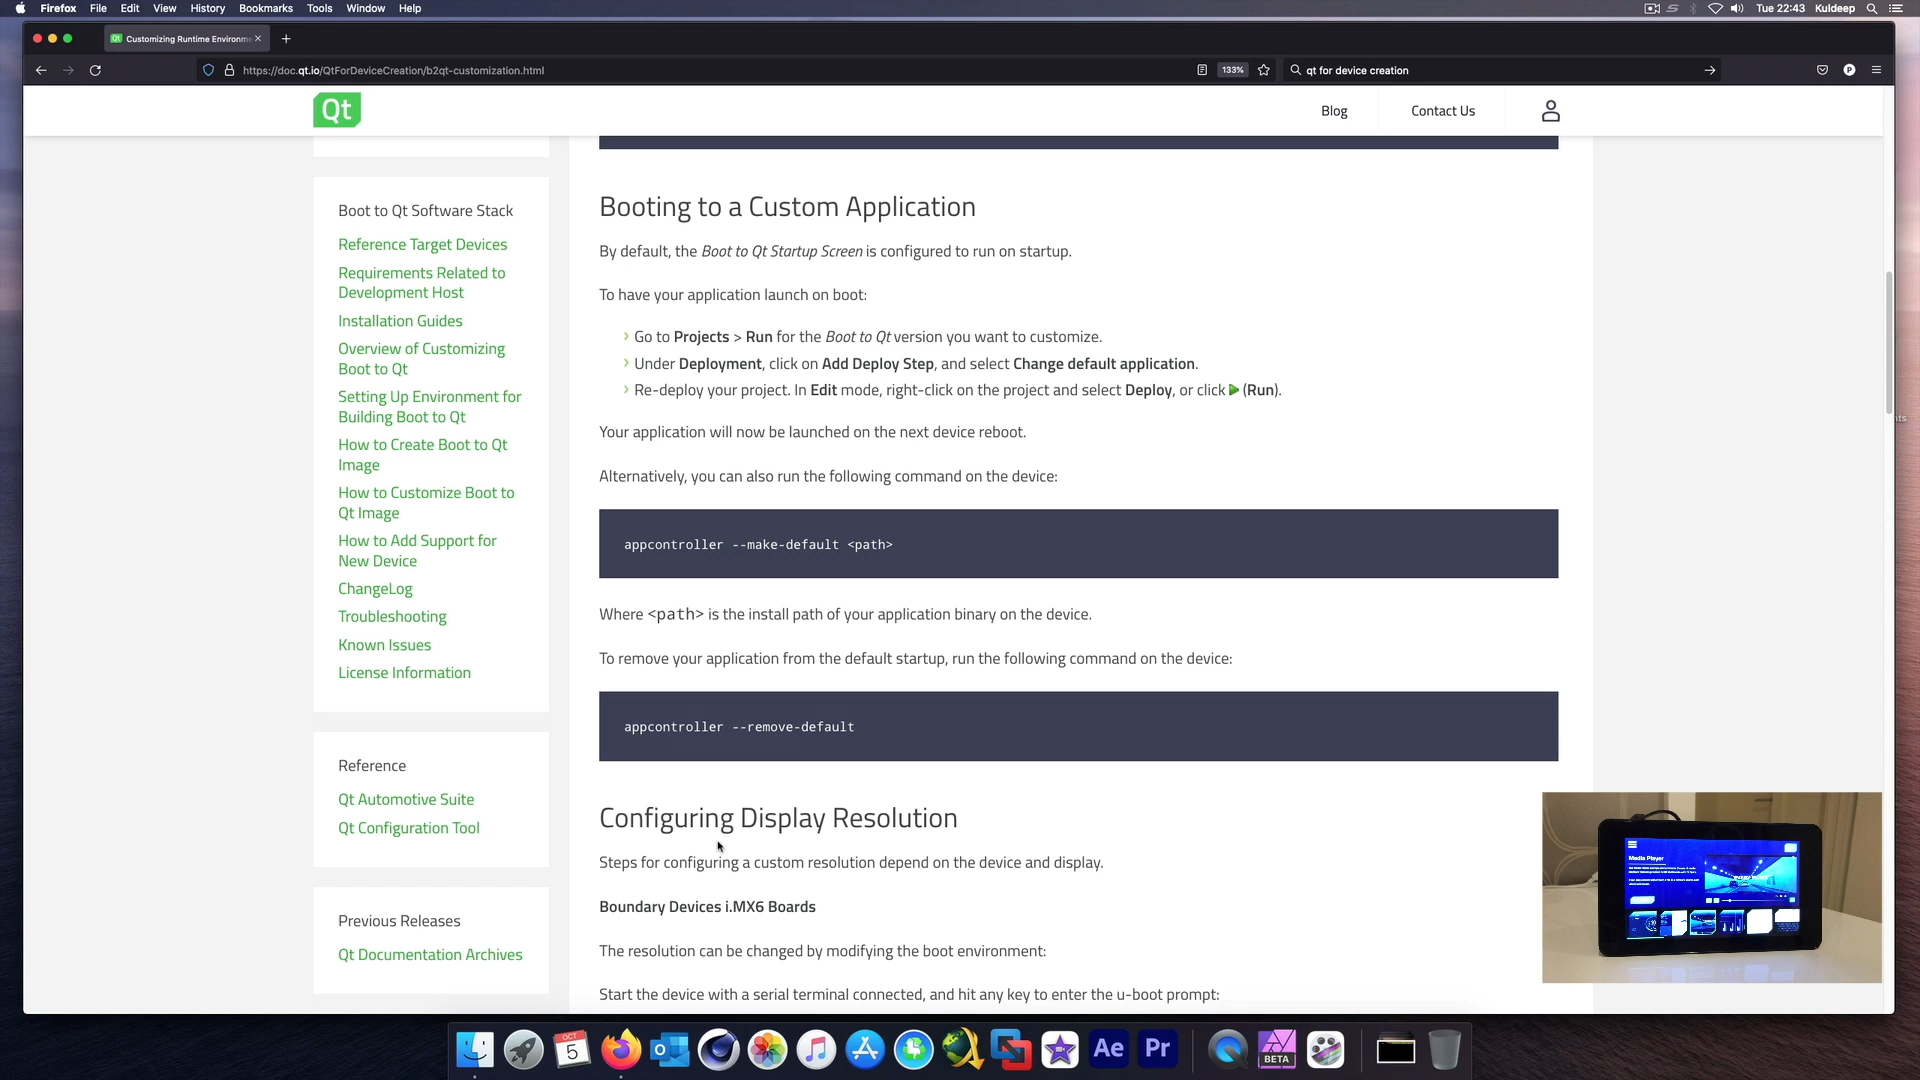 Firefox File Edit View History Bookmarks Tools Window Help
Tue 22:43 Kuldeep
Qt Customizing Runtime Environm
https://doc.qt.io/QtForDeviceCreation/b2qt-customization.html
133%
qt for device creation
P
Qt
Blog
Contact Us
Boot to Qt Software Stack
Reference Target Devices
Requirements Related to
Development Host
Installation Guides
Overview of Customizing
Boot to Qt
Setting Up Environment for
Building Boot to Qt
How to Create Boot to Qt
Image
How to Customize Boot to
Qt Image
How to Add Support for
New Device
ChangeLog
Troubleshooting
Known Issues
License Information
Reference
Qt Automotive Suite
Qt Configuration Tool
Previous Releases
Qt Documentation Archives
Booting to a Custom Application
By default, the Boot to Qt Startup Screen is configured to run on startup.
To have your application launch on boot:
Go to Projects > Run for the Boot to Qt version you want to customize.
Under Deployment, click on Add Deploy Step, and select Change default application.
Re-deploy your project. In Edit mode, right-click on the project and select Deploy, or click (Run).
Your application will now be launched on the next device reboot.
Alternatively, you can also run the following command on the device:
appcontroller --make-default <path>
Where <path> is the install path of your application binary on the device.
To remove your application from the default startup, run the following command on the device:
appcontroller --remove-default
Configuring Display Resolution
Steps for configuring a custom resolution depend on the device and display.
Boundary Devices i.MX6 Boards
The resolution can be changed by modifying the boot environment:
Start the device with a serial terminal connected, and hit any key to enter the u-boot prompt:
Media Player
nts
OCT
5
Ae
Pr
BETA